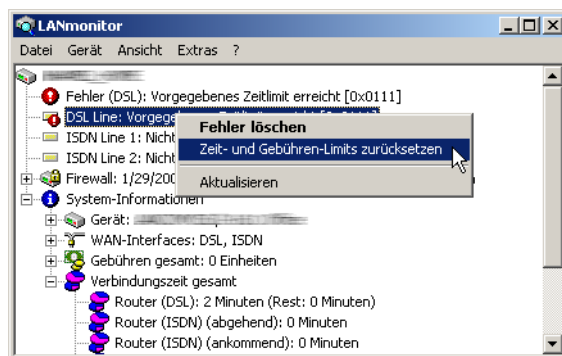 LANmonitor
Datei Gerät Ansicht Extras ?
Fehler (DSL): Vorgegebenes Zeitlimit erreicht [0x0111]
DSL Line:
Fehler löschen
ISDN Line 1: Nicht
Zeit- und Gebühren-Limits zurücksetzen
ISDN Line 2: Nicht
Firewall: 1/29/200
Aktualisieren
System-Informationen
Gerät:
WAN-Interfaces: DSL, ISDN
Gebühren gesamt: 0 Einheiten
Verbindungszeit gesamt
Router (DSL): 2 Minuten (Rest: 0 Minuten)
Router (ISDN) (abgehend): 0 Minuten
Router (ISDN) (ankommend): 0 Minuten